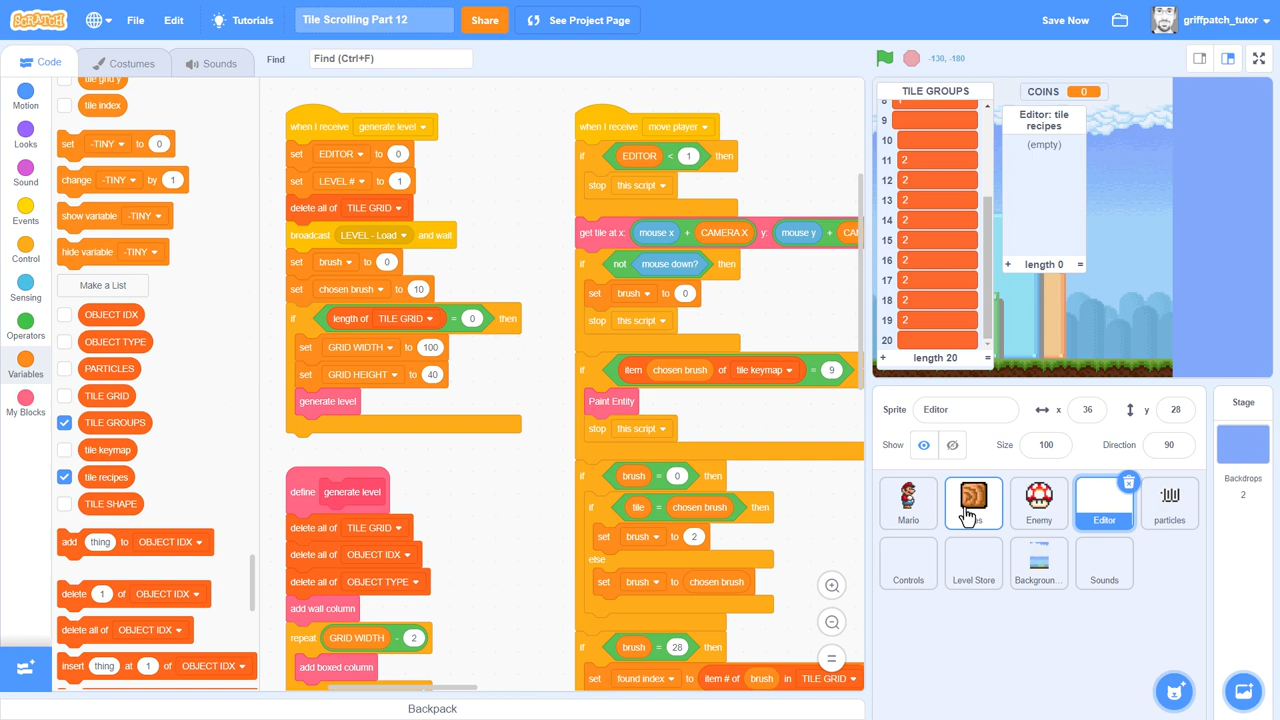 SCRATCH
File
Edit
Tutorials
Tile Scrolling Part 12
Share
See Project Page
Save Now
griffpatch_tutor
Code
Costumes
Sounds
Find
Find (Ctrl+F)
-130, -180
Motion
Looks
Sound
Events
Control
Sensing
Operators
Variables
My Blocks
tile grid y
tile index
set -TINY to 0
change -TINY by 1
show variable -TINY
hide variable -TINY
Make a List
OBJECT IDX
OBJECT TYPE
PARTICLES
TILE GRID
TILE GROUPS
tile keymap
tile recipes
TILE SHAPE
add thing to OBJECT IDX
delete 1 of OBJECT IDX
delete all of OBJECT IDX
insert thing at 1 of OBJECT IDX
when I receive generate level
set EDITOR to 0
set LEVEL # to 1
delete all of TILE GRID
broadcast LEVEL - Load and wait
set brush to 0
set chosen brush to 10
if length of TILE GRID = 0 then
set GRID WIDTH to 100
set GRID HEIGHT to 40
generate level
define generate level
delete all of TILE GRID
delete all of OBJECT IDX
delete all of OBJECT TYPE
add wall column
repeat GRID WIDTH - 2
add boxed column
when I receive move player
if EDITOR < 1 then
stop this script
get tile at x: mouse x + CAMERA X y: mouse y +
if not mouse down? then
set brush to 0
stop this script
if item chosen brush of tile keymap = 9
Paint Entity
stop this script
if brush = 0 then
if tile = chosen brush then
set brush to 2
else
set brush to chosen brush
if brush = 28 then
set found index to item # of brush in TILE GRID
Backpack
TILE GROUPS
8
9
10
11 2
12 2
13 2
14 2
15 2
16 2
17 2
18 2
19 2
20
+ length 20 =
COINS 0
Editor: tile
recipes
(empty)
+ length 0 =
Sprite
Editor
x 36
y 28
Show
Size 100
Direction 90
Stage
Backdrops
2
Mario
Enemy
Editor
particles
Controls
Level Store
Backgroun...
Sounds